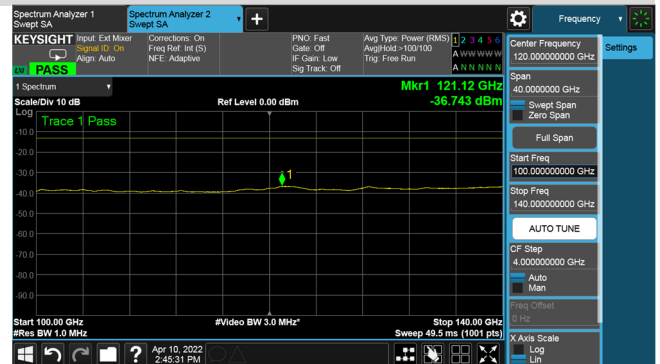 Spectrum Analyzer 1
Swept SA
Spectrum Analyzer 2
Swept SA
+
Frequency
KEYSIGHT
Input: Ext Mixer
Signal ID: On
Align: Auto
Corrections: On
Freq Ref: Int (S)
NFE: Adaptive
PNO: Fast
Gate: Off
IF Gain: Low
Sig Track: Off
Avg Type: Power (RMS)
Avg|Hold:>100/100
Trig: Free Run
1 2 3 4 5 6
A W W W W W
A N N N N N
LXI PASS
1 Spectrum
Scale/Div 10 dB
Ref Level 0.00 dBm
Mkr1 121.12 GHz
-36.743 dBm
Log
Trace 1 Pass
1
-10.0
-20.0
-30.0
-40.0
-50.0
-60.0
-70.0
-80.0
-90.0
Start 100.00 GHz
#Res BW 1.0 MHz
#Video BW 3.0 MHz*
Stop 140.00 GHz
Sweep 49.5 ms (1001 pts)
Apr 10, 2022
2:45:31 PM
Center Frequency
120.000000000 GHz
Span
40.0000000 GHz
Swept Span
Zero Span
Full Span
Start Freq
100.000000000 GHz
Stop Freq
140.000000000 GHz
AUTO TUNE
CF Step
4.000000000 GHz
Auto
Man
Freq Offset
0 Hz
X Axis Scale
Log
Lin
Settings